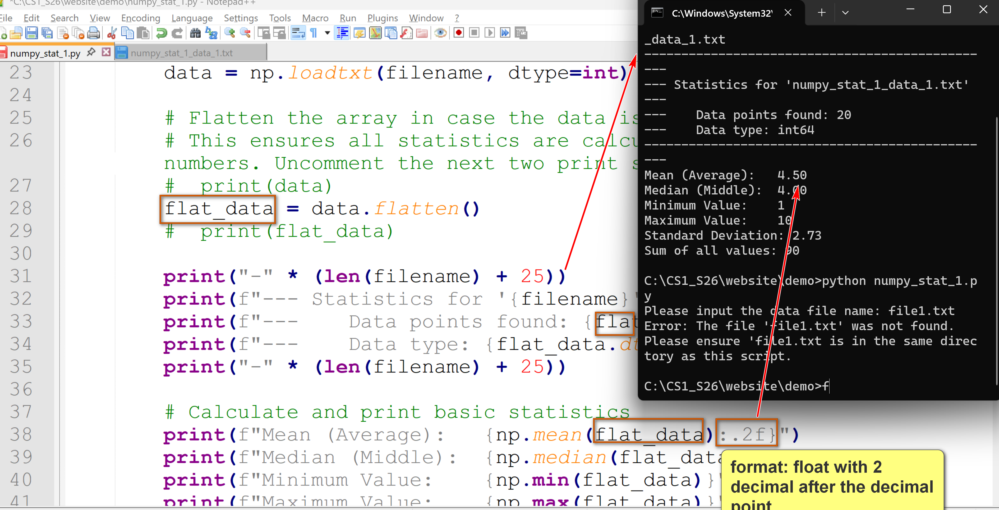 *C:\CS1_S26\website\demo\numpy_stat_1.py - Notepad++
File Edit Search View Encoding Language Settings Tools Macro Run Plugins Window ?
numpy_stat_1.py numpy_stat_1_data_1.txt
23 data = np.loadtxt(filename, dtype=int)
24
25 # Flatten the array in case the data is
26 # This ensures all statistics are calcu
numbers. Uncomment the next two print s
27 # print(data)
28 flat_data = data.flatten()
29 # print(flat_data)
30
31 print("-" * (len(filename) + 25))
32 print(f"--- Statistics for '{filename}'
33 print(f"--- Data points found: {flat
34 print(f"--- Data type: {flat_data.dt
35 print("-" * (len(filename) + 25))
36
37 # Calculate and print basic statistics
38 print(f"Mean (Average): {np.mean(flat_data):.2f}")
39 print(f"Median (Middle): {np.median(flat_data
40 print(f"Minimum Value: {np.min(flat_data)}"
41 print(f"Maximum Value: {np.max(flat_data)}"
C:\Windows\System32\
_data_1.txt
---------------------------------------------
---
--- Statistics for 'numpy_stat_1_data_1.txt'
---
--- Data points found: 20
--- Data type: int64
---------------------------------------------
---
Mean (Average): 4.50
Median (Middle): 4.00
Minimum Value: 1
Maximum Value: 10
Standard Deviation: 2.73
Sum of all values: 90
C:\CS1_S26\website\demo>python numpy_stat_1.p
y
Please input the data file name: file1.txt
Error: The file 'file1.txt' was not found.
Please ensure 'file1.txt is in the same direc
tory as this script.
C:\CS1_S26\website\demo>f
format: float with 2
decimal after the decimal
point